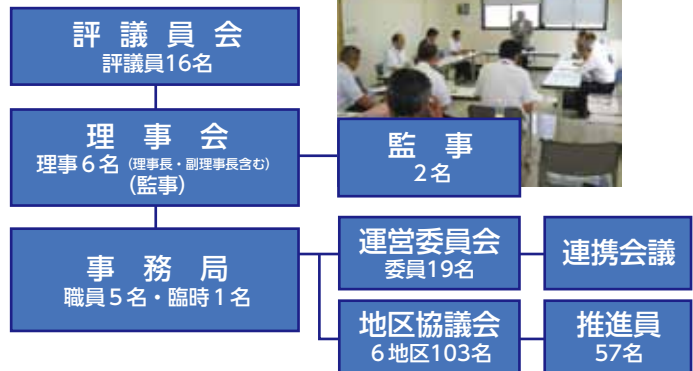 評議員会
評議員16名
理事会
理事6名(理事長・副理事長含む)
(監事)
監事
2名
事務局
職員5名・臨時1名
運営委員会
委員19名
連携会議
地区協議会
6地区103名
推進員
57名